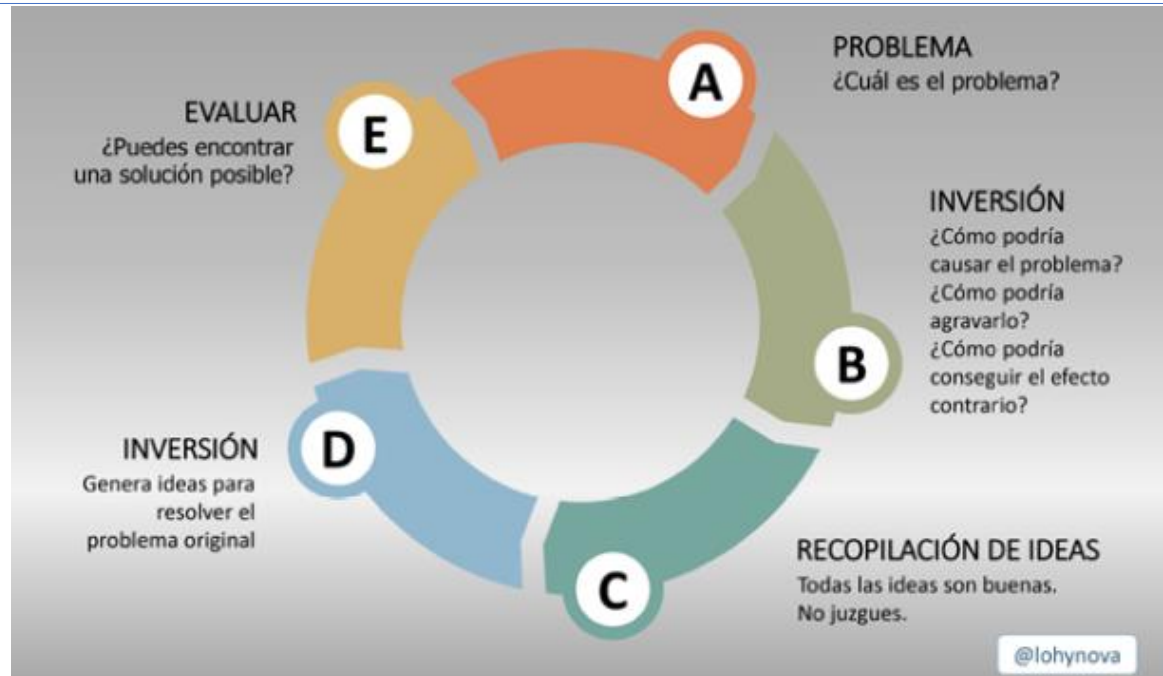 A
PROBLEMA
¿Cuál es el problema?
B
INVERSIÓN
¿Cómo podría
causar el problema?
¿Cómo podría
agravarlo?
¿Cómo podría
conseguir el efecto
contrario?
C
RECOPILACIÓN DE IDEAS
Todas las ideas son buenas.
No juzgues.
D
INVERSIÓN
Genera ideas para
resolver el
problema original
E
EVALUAR
¿Puedes encontrar
una solución posible?
@lohynova